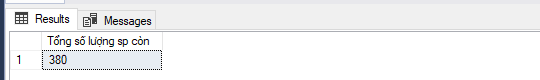 Results Messages
Tổng số lượng sp còn
1 380